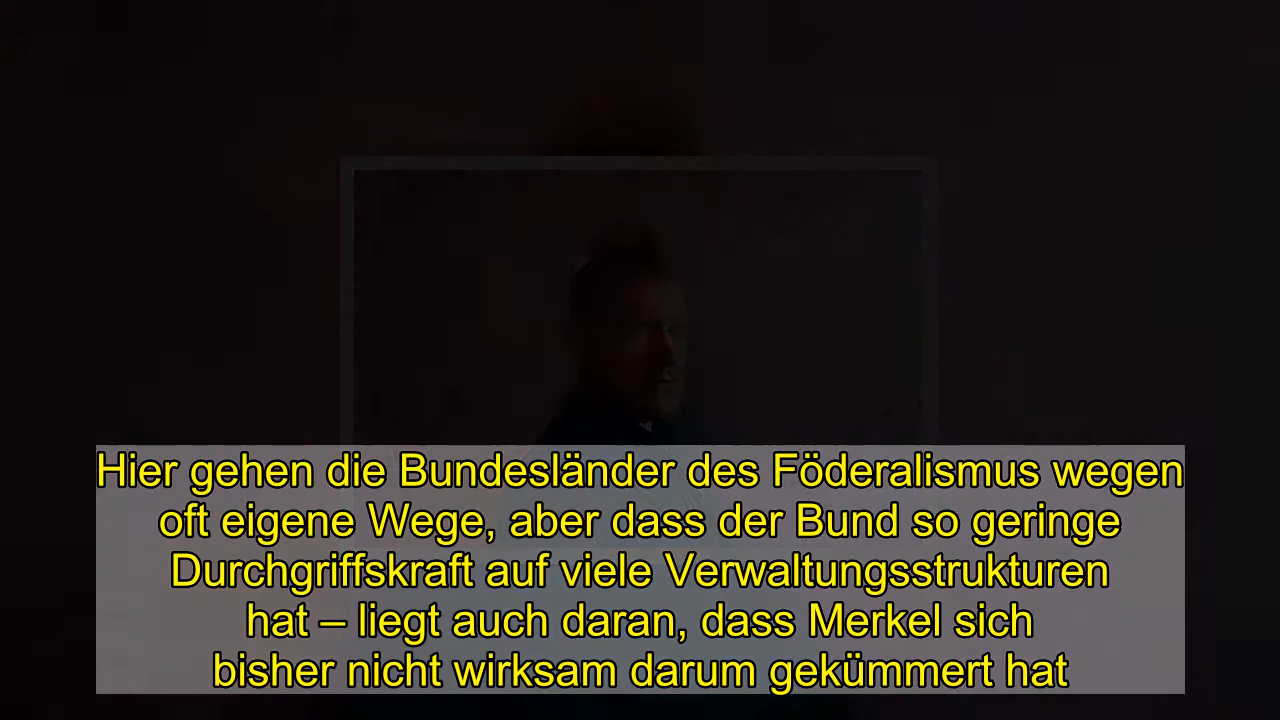 Hier gehen die Bundesländer des Föderalismus wegen
oft eigene Wege, aber dass der Bund so geringe
Durchgriffskraft auf viele Verwaltungsstrukturen
hat – liegt auch daran, dass Merkel sich
bisher nicht wirksam darum gekümmert hat